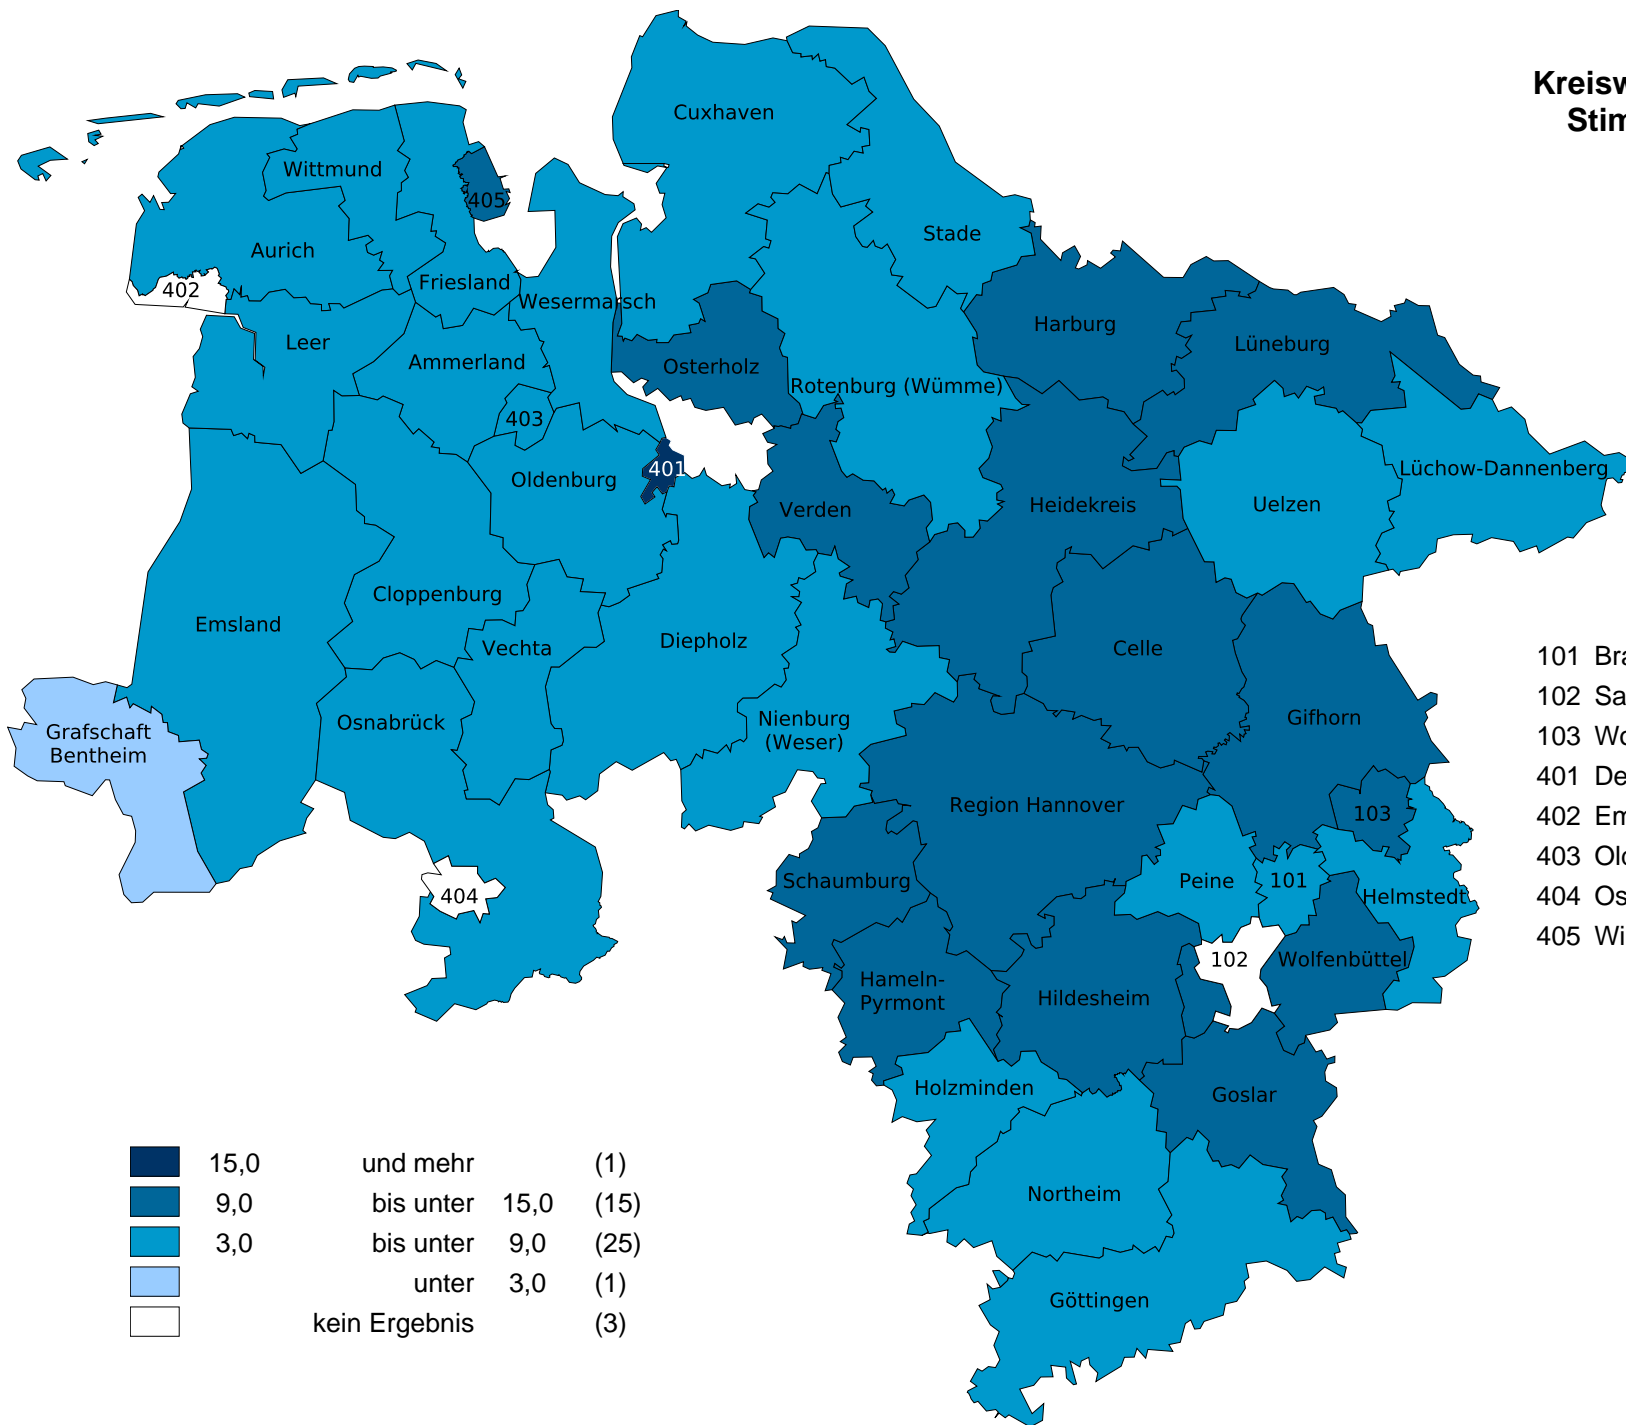 Kreisw
Stim
Cuxhaven
Wittmund
405
Stade
Aurich
Friesland
402
Wesermarsch
Harburg
Leer
Lüneburg
Ammerland
Osterholz
Rotenburg (Wümme)
403
401
Lüchow-Dannenberg
Oldenburg
Verden
Heidekreis
Uelzen
Cloppenburg
Emsland
Vechta
Diepholz
Celle
Osnabrück
Nienburg
(Weser)
Gifhorn
Grafschaft
Bentheim
Region Hannover
103
Schaumburg
Peine
101
Helmstedt
404
102
Wolfenbüttel
Hameln-
Pyrmont
Hildesheim
Holzminden
Goslar
Northeim
Göttingen
101 Bra
102 Sa
103 Wo
401 De
402 Em
403 Old
404 Os
405 Wi
15,0 und mehr (1)
9,0 bis unter 15,0 (15)
3,0 bis unter 9,0 (25)
unter 3,0 (1)
kein Ergebnis (3)